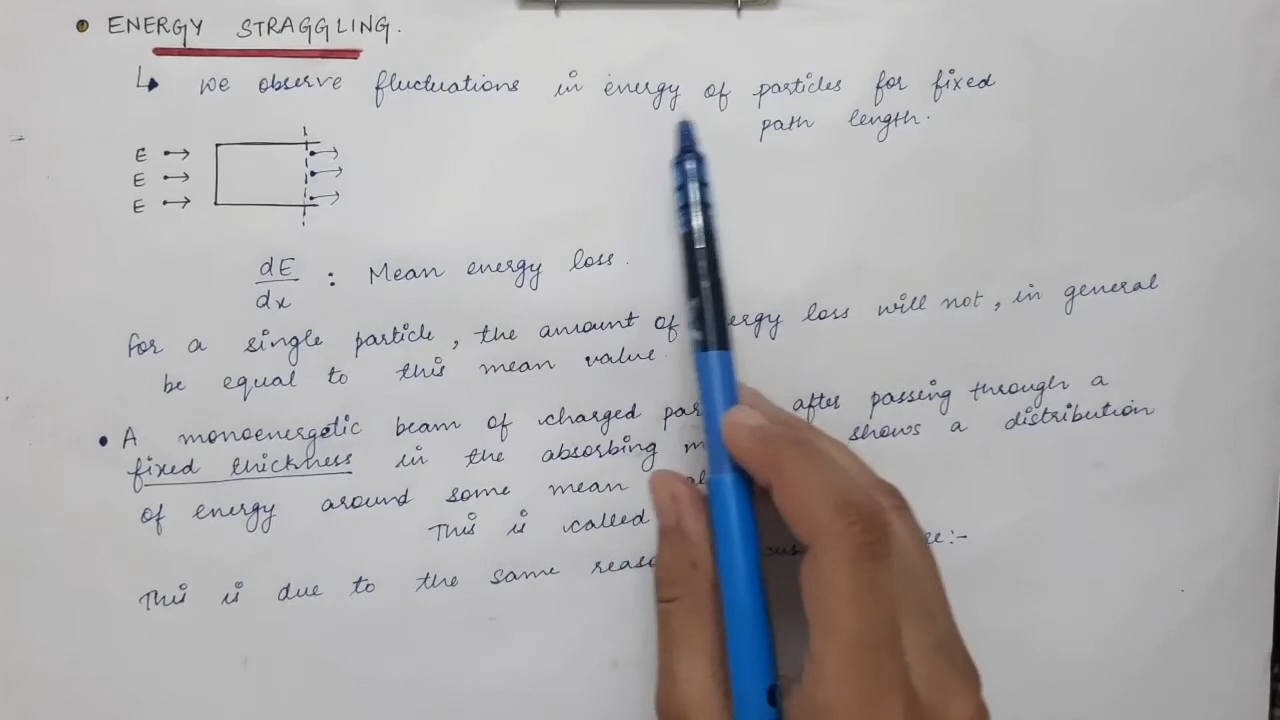 ENERGY STRAGGLING.
↳ we observe fluctuations in energy of particles for fixed
path length.
E
E
E
dE
dx : Mean energy loss.
For a single particle, the amount of energy loss will not, in general
be equal to this mean value.
• A monoenergetic beam of charged after passing through a
fixed thickness in the absorbing shows a distribution
of energy around some mean
This is called
This is due to the same